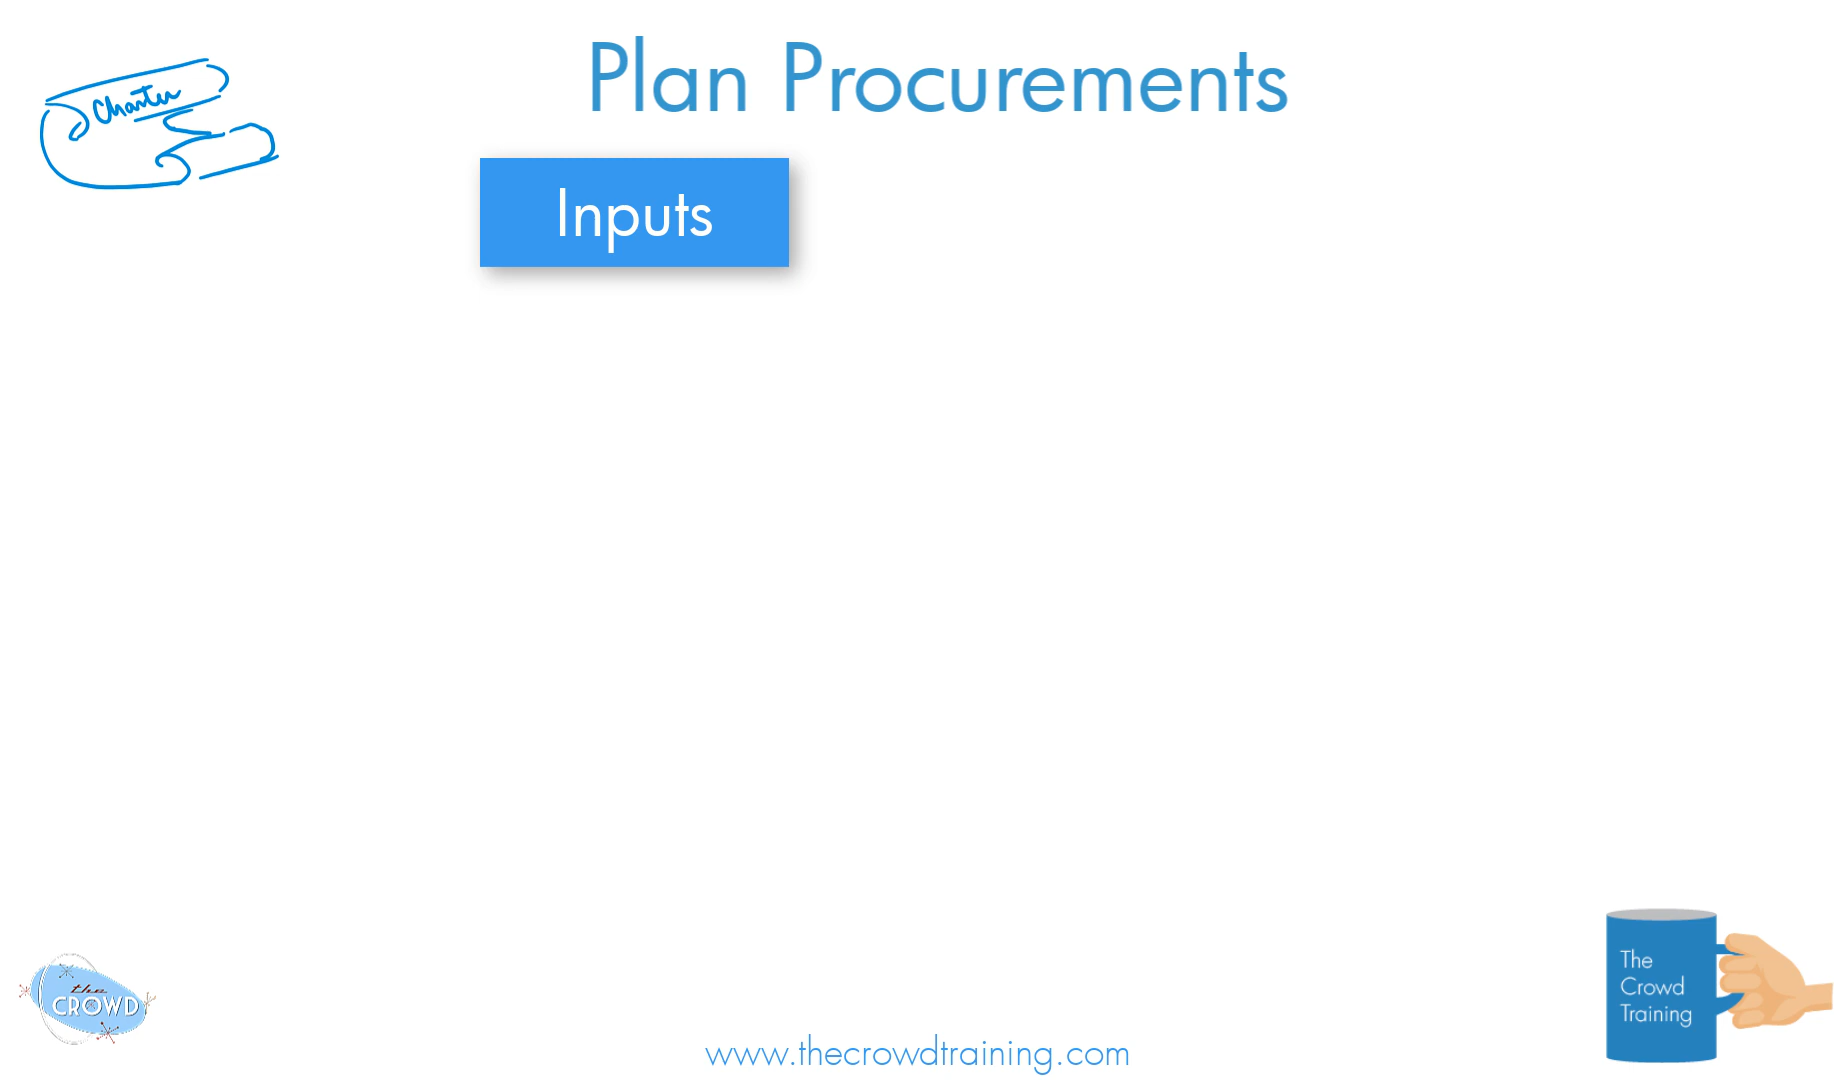 Plan Procurements
Charter
Inputs
the
CROWD
The
Crowd
Training
www.thecrowdtraining.com